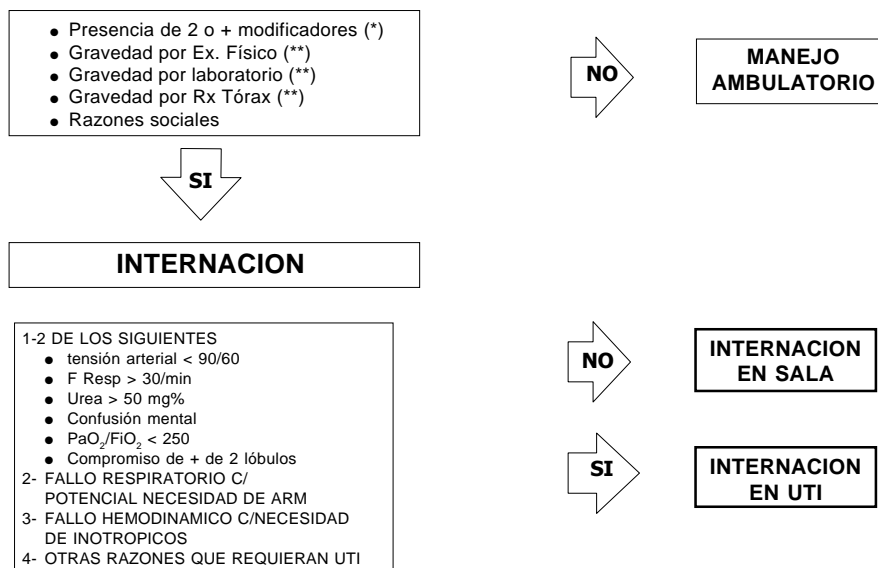 ● Presencia de 2 o + modificadores (*)
● Gravedad por Ex. Físico (**)
● Gravedad por laboratorio (**)
● Gravedad por Rx Tórax (**)
● Razones sociales
NO
MANEJO
AMBULATORIO
SI
INTERNACION
1-2 DE LOS SIGUIENTES
● tensión arterial < 90/60
● F Resp > 30/min
● Urea > 50 mg%
● Confusión mental
● PaO₂/FiO₂ < 250
● Compromiso de + de 2 lóbulos
2- FALLO RESPIRATORIO C/
POTENCIAL NECESIDAD DE ARM
3- FALLO HEMODINAMICO C/NECESIDAD
DE INOTROPICOS
4- OTRAS RAZONES QUE REQUIERAN UTI
NO
INTERNACION
EN SALA
SI
INTERNACION
EN UTI